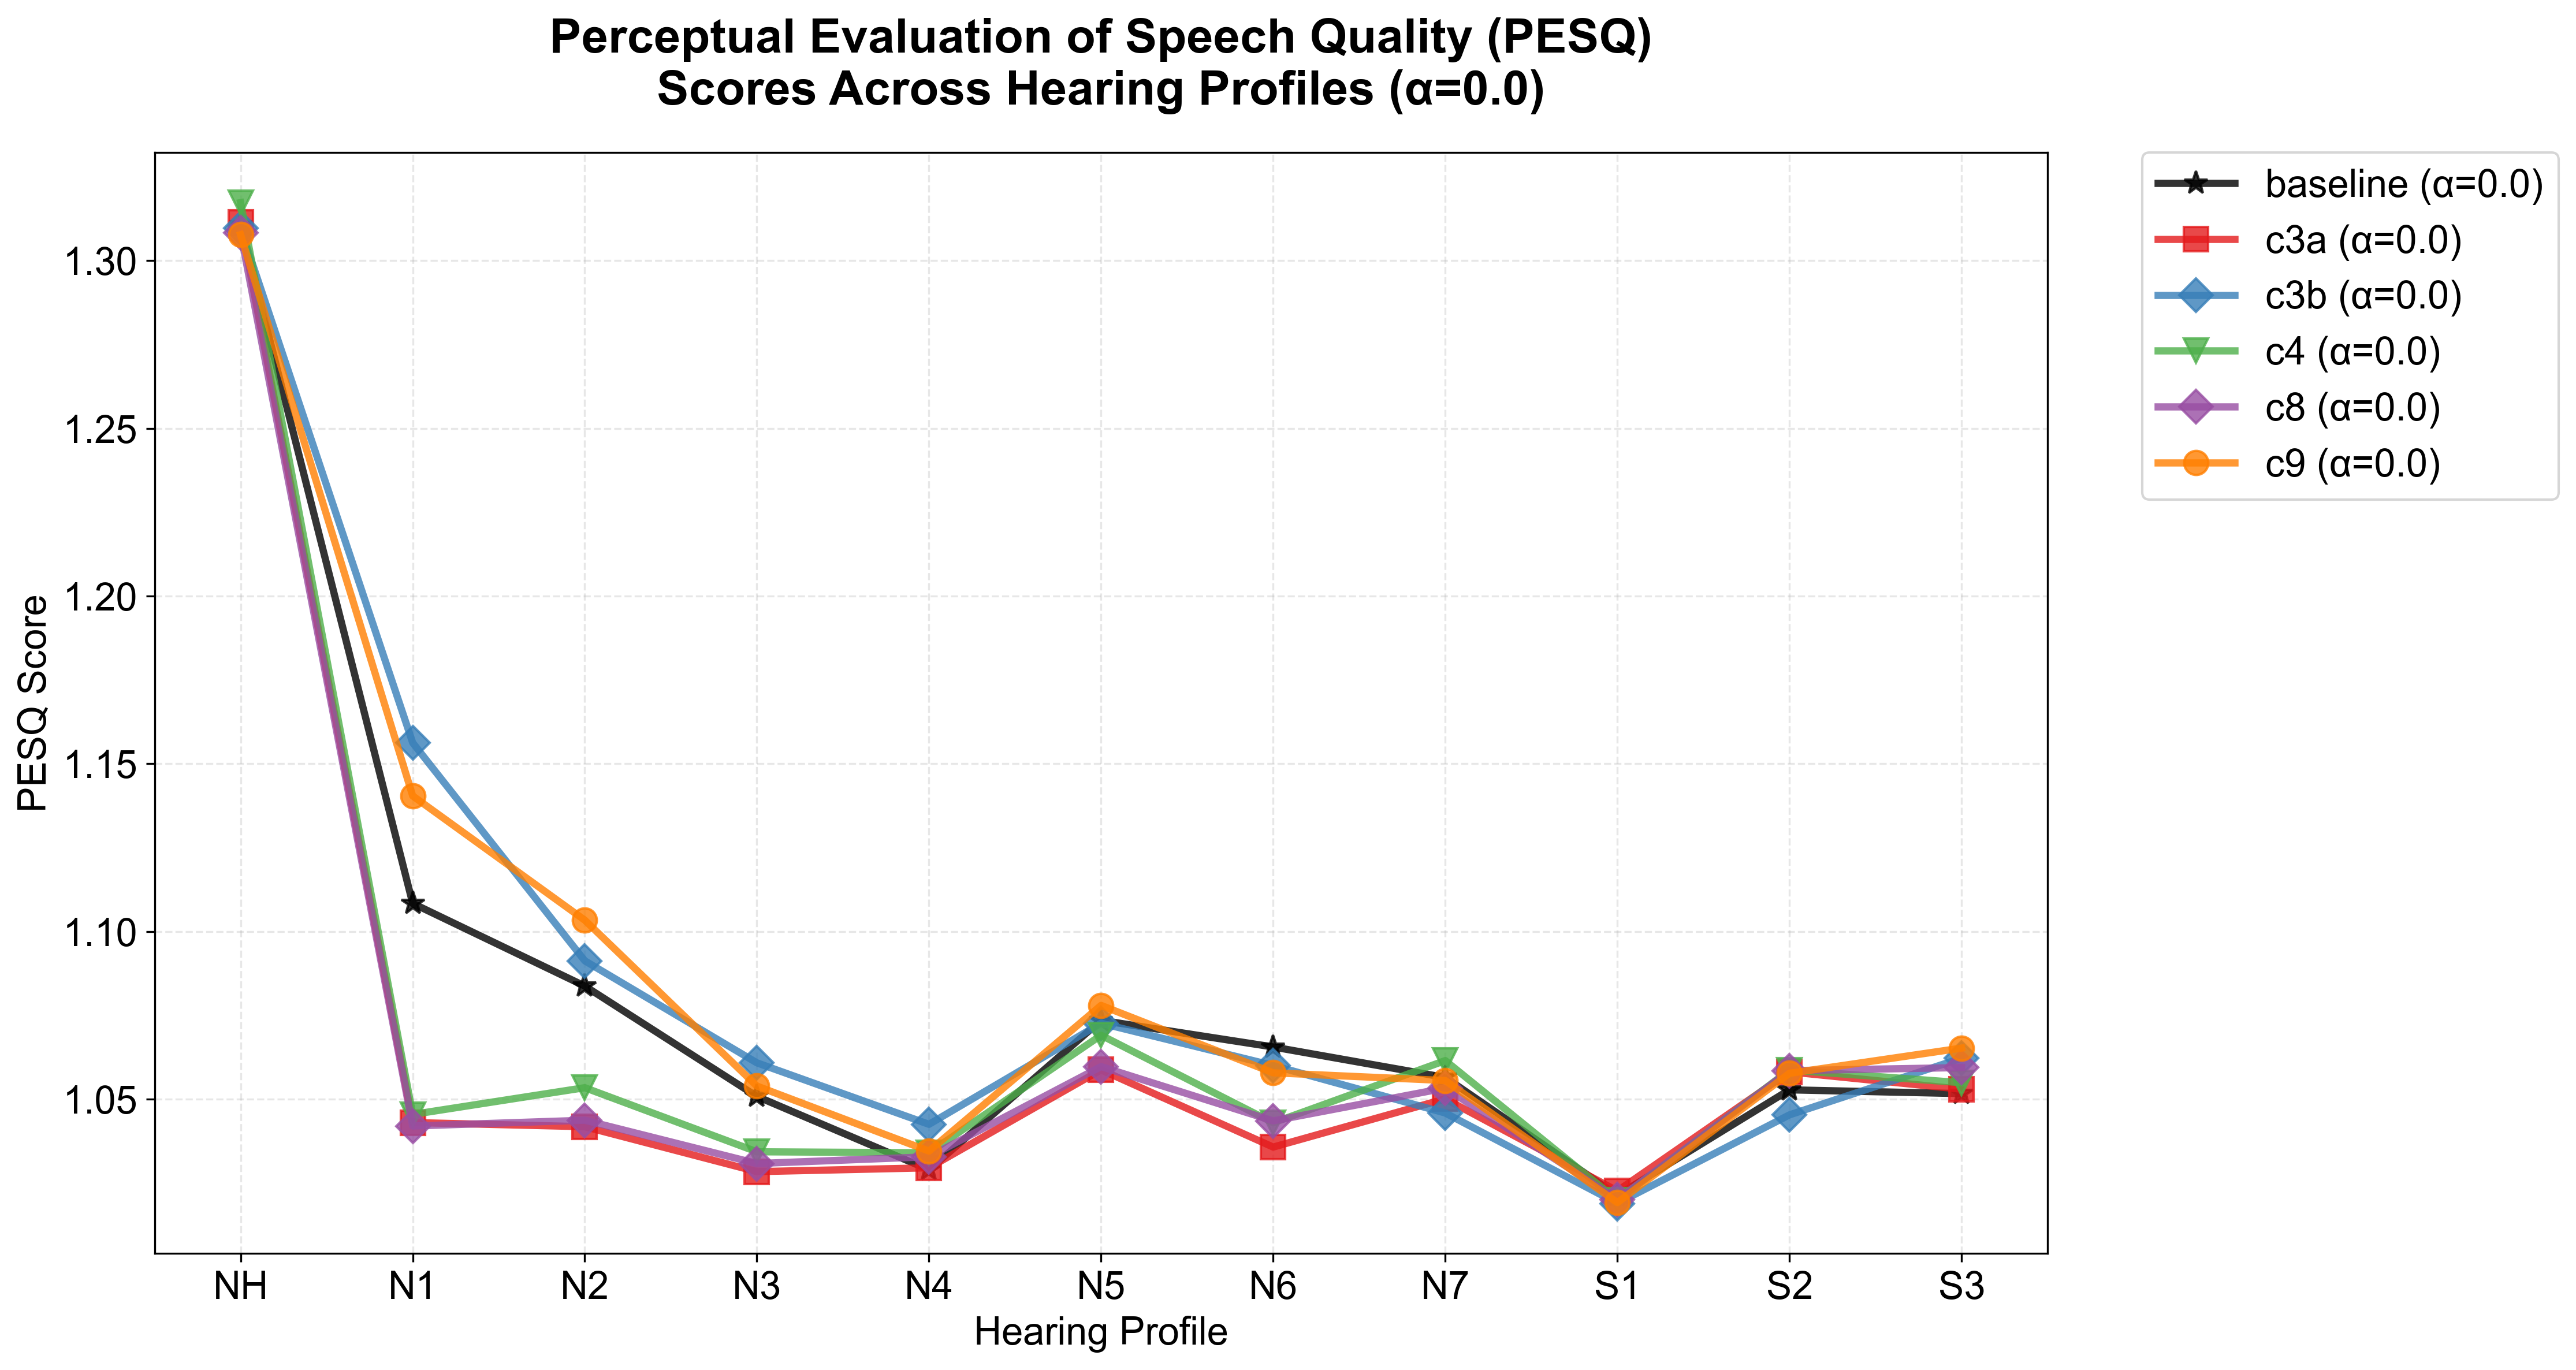 Perceptual Evaluation of Speech Quality (PESQ)
Scores Across Hearing Profiles (α=0.0)
PESQ Score
1.30
1.25
1.20
1.15
1.10
1.05
NH N1 N2 N3 N4 N5 N6 N7 S1 S2 S3
Hearing Profile
baseline (α=0.0)
c3a (α=0.0)
c3b (α=0.0)
c4 (α=0.0)
c8 (α=0.0)
c9 (α=0.0)